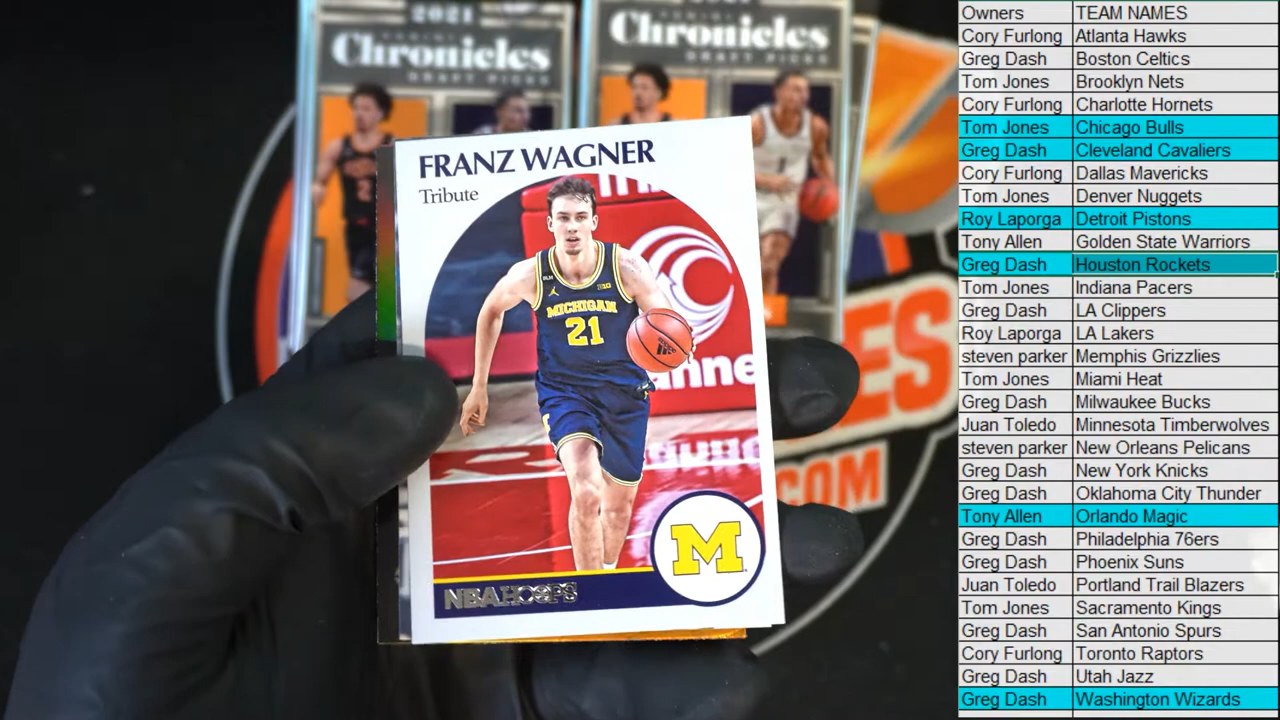 2021
Chronicles
DRAFT PICKS
Chronicles
DRAFT PICKS
FRANZ WAGNER
Tribute
BLM
B1G
MICHIGAN
21
M
NBA HOOPS
ES
.COM
Owners TEAM NAMES
Cory Furlong Atlanta Hawks
Greg Dash Boston Celtics
Tom Jones Brooklyn Nets
Cory Furlong Charlotte Hornets
Tom Jones Chicago Bulls
Greg Dash Cleveland Cavaliers
Cory Furlong Dallas Mavericks
Tom Jones Denver Nuggets
Roy Laporga Detroit Pistons
Tony Allen Golden State Warriors
Greg Dash Houston Rockets
Tom Jones Indiana Pacers
Greg Dash LA Clippers
Roy Laporga LA Lakers
steven parker Memphis Grizzlies
Tom Jones Miami Heat
Greg Dash Milwaukee Bucks
Juan Toledo Minnesota Timberwolves
steven parker New Orleans Pelicans
Greg Dash New York Knicks
Greg Dash Oklahoma City Thunder
Tony Allen Orlando Magic
Greg Dash Philadelphia 76ers
Greg Dash Phoenix Suns
Juan Toledo Portland Trail Blazers
Tom Jones Sacramento Kings
Greg Dash San Antonio Spurs
Cory Furlong Toronto Raptors
Greg Dash Utah Jazz
Greg Dash Washington Wizards